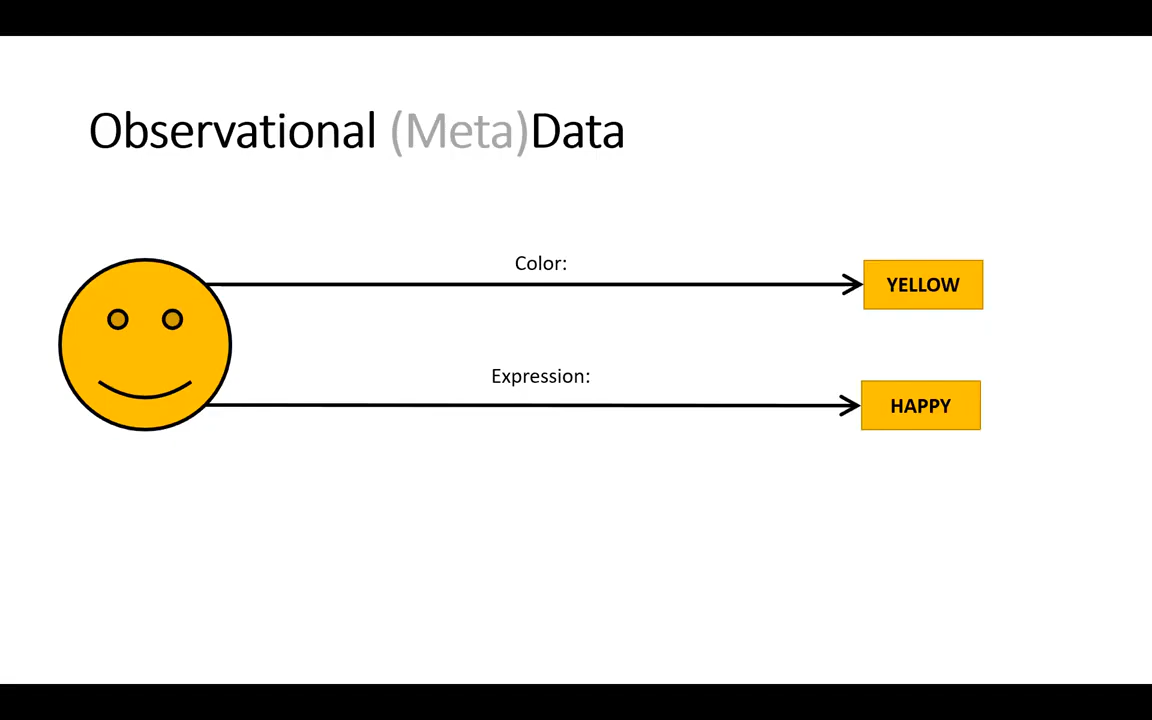 Observational (Meta)Data
Color:
YELLOW
Expression:
HAPPY